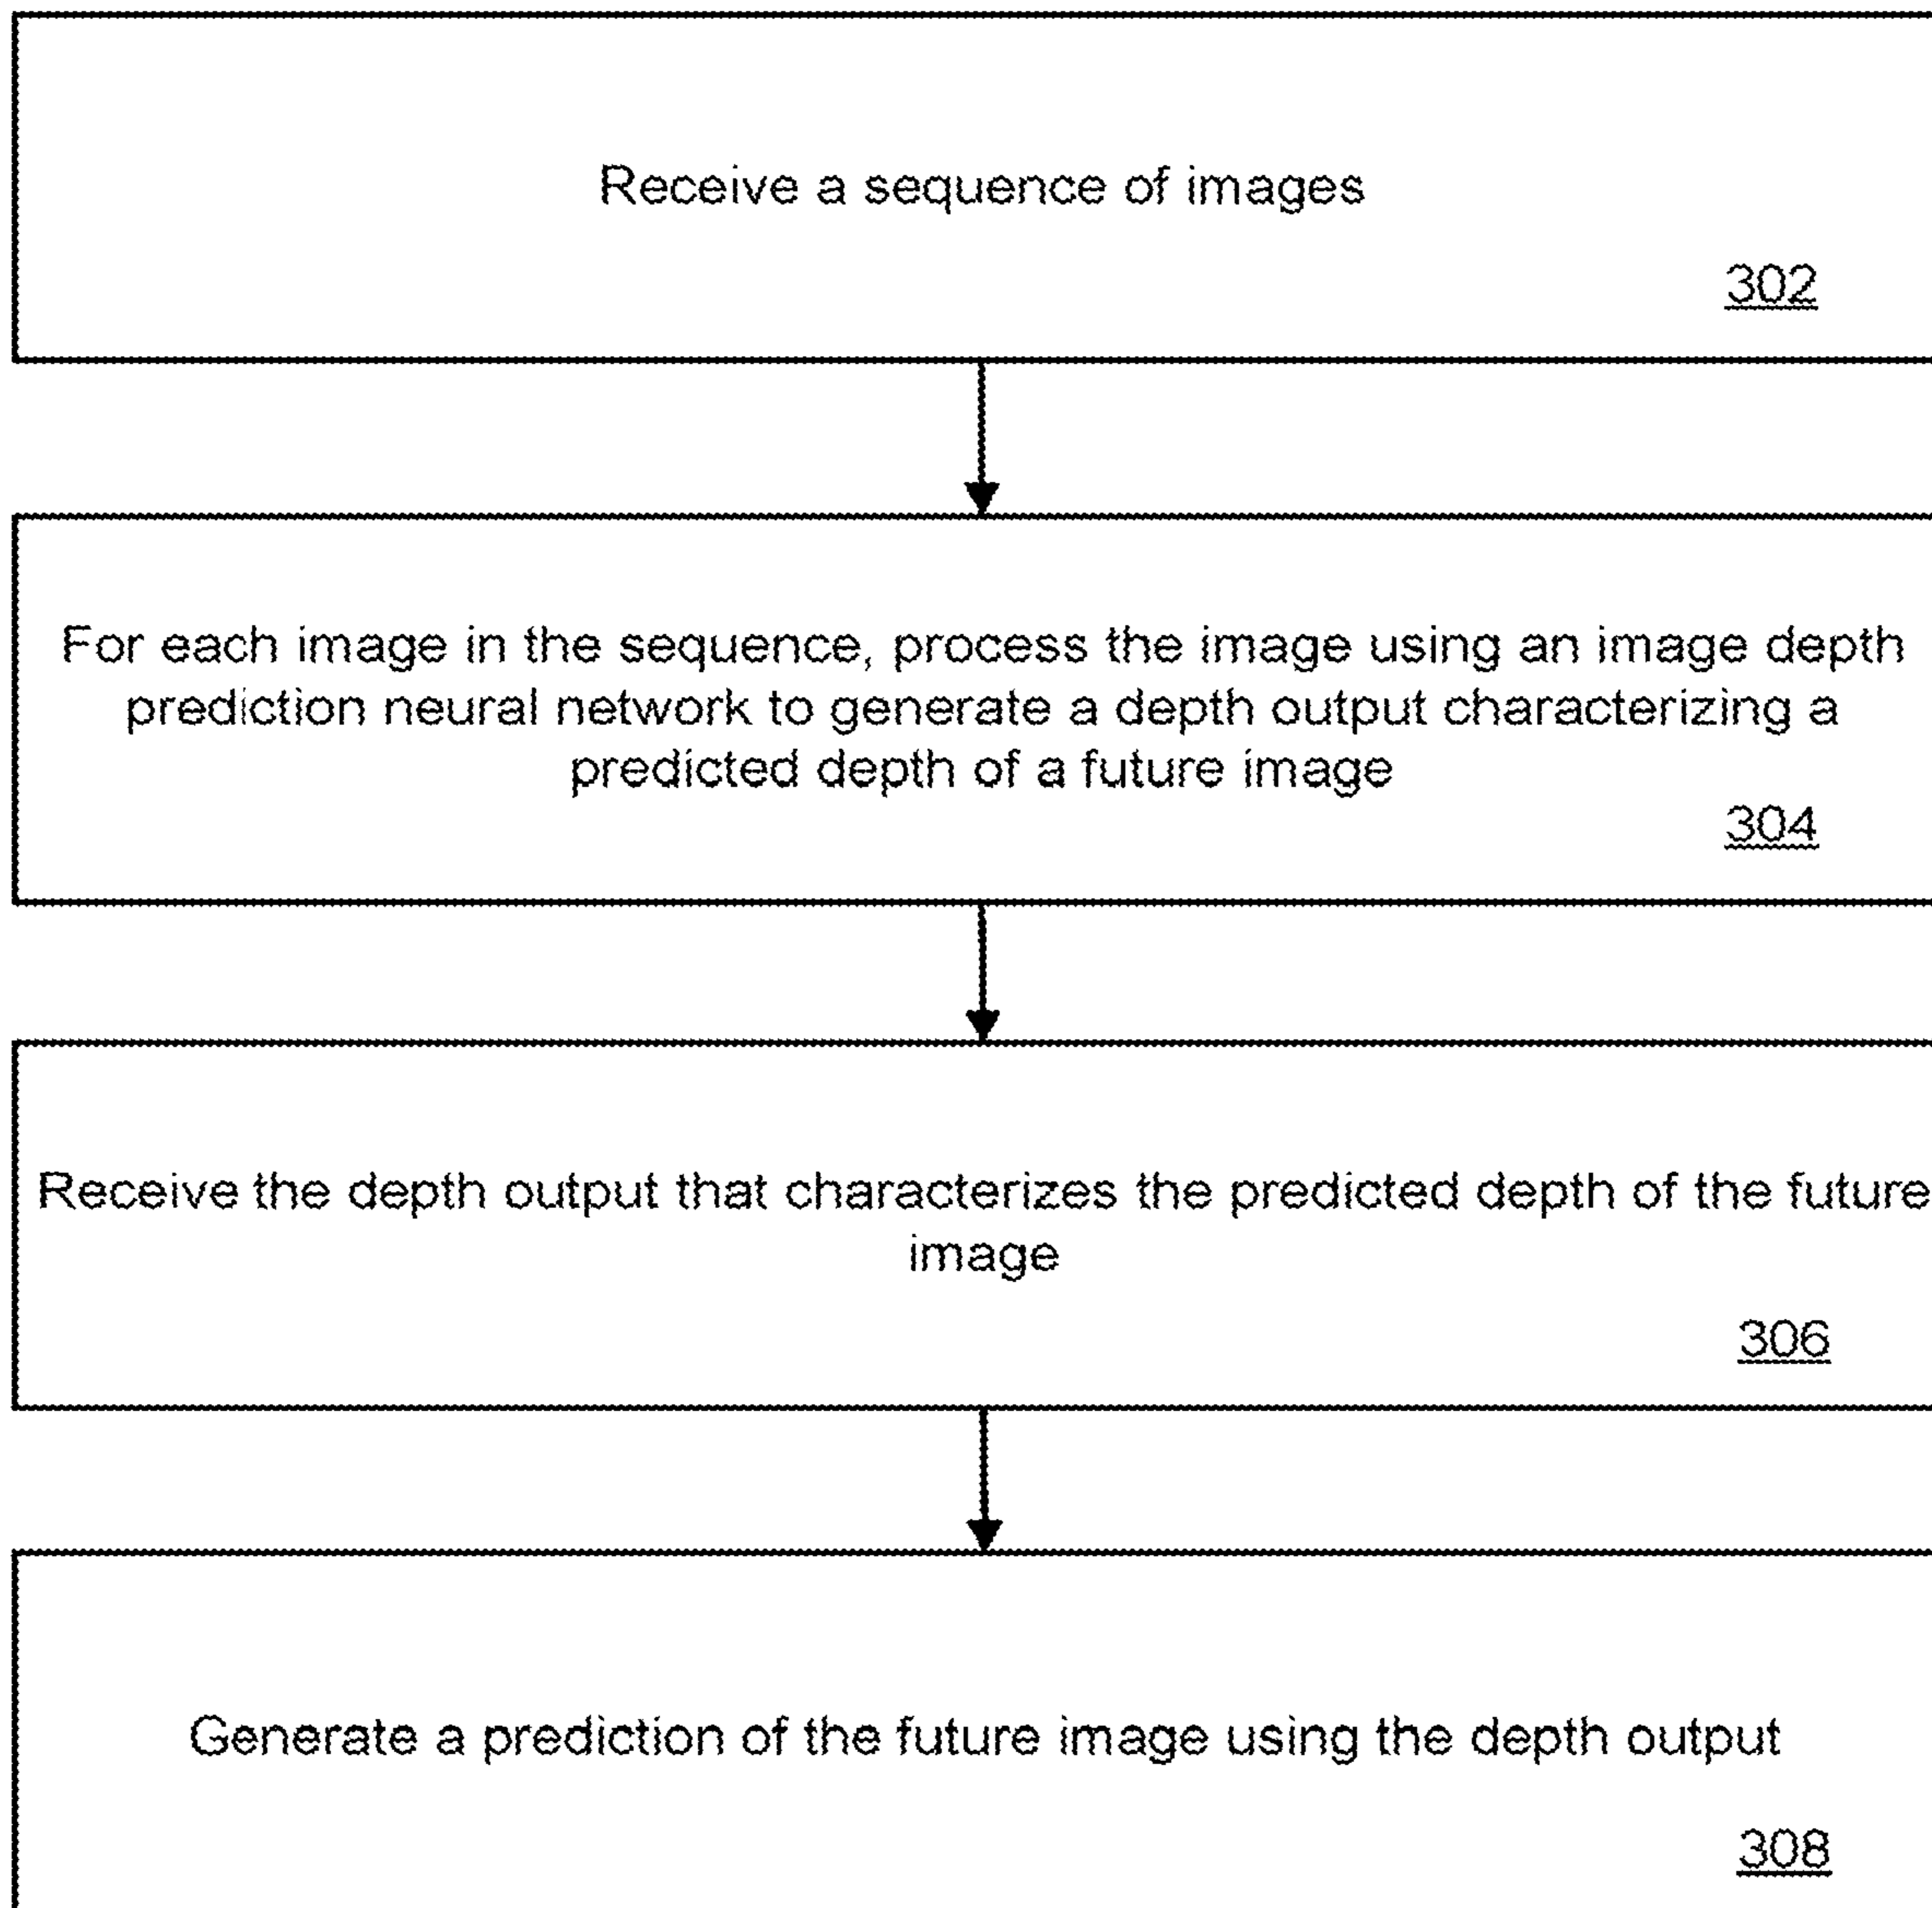 Receive a sequence of images
302
For each image in the sequence, process the image using an image depth
prediction neural network to generate a depth output characterizing a
predicted depth of a future image
304
Receive the depth output that characterizes the predicted depth of the future
image
306
Generate a prediction of the future image using the depth output
308